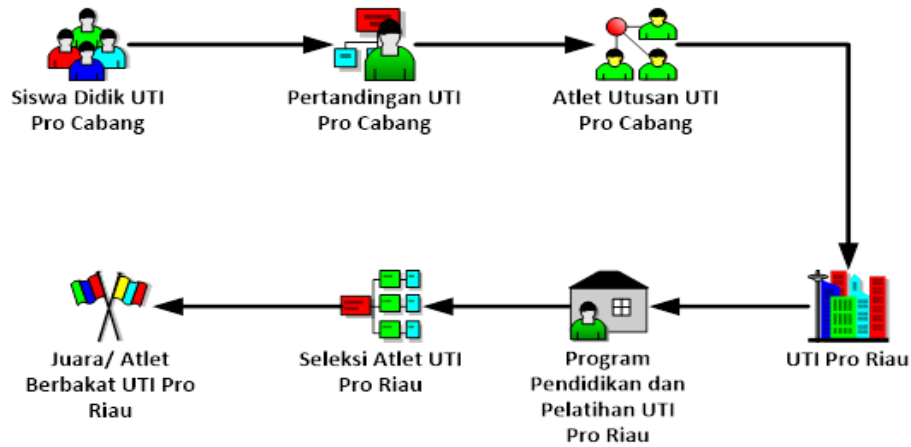 Siswa Didik UTI
Pro Cabang
Pertandingan UTI
Pro Cabang
Atlet Utusan UTI
Pro Cabang
UTI Pro Riau
Program
Pendidikan dan
Pelatihan UTI
Pro Riau
Seleksi Atlet UTI
Pro Riau
Juara/ Atlet
Berbakat UTI Pro
Riau